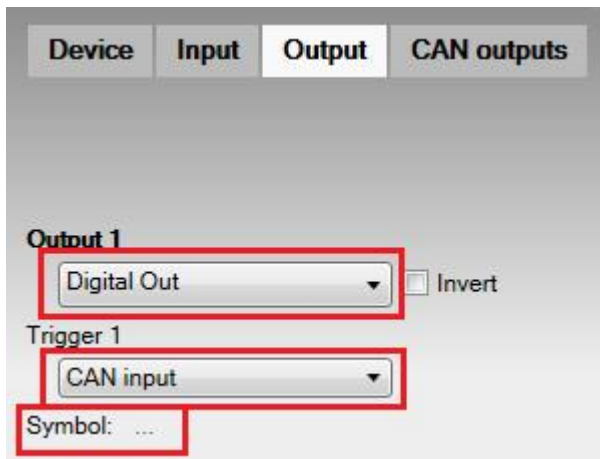 Device Input Output CAN outputs
Output 1
Digital Out Invert
Trigger 1
CAN input
Symbol: ...